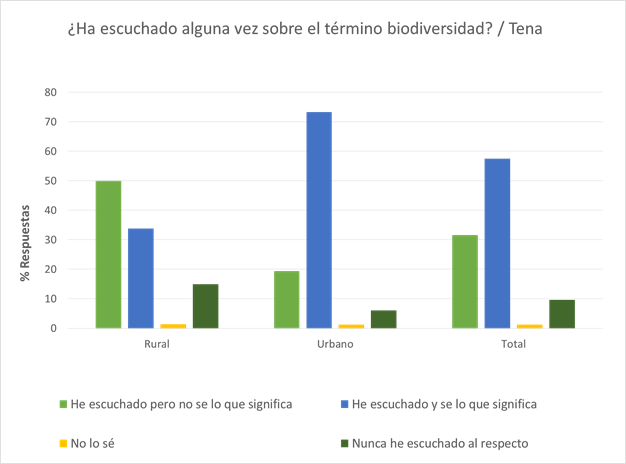 ¿Ha escuchado alguna vez sobre el término biodiversidad? / Tena
% Respuestas
80
70
60
50
40
30
20
10
0
Rural Urbano Total
He escuchado pero no se lo que significa He escuchado y se lo que significa
No lo sé Nunca he escuchado al respecto